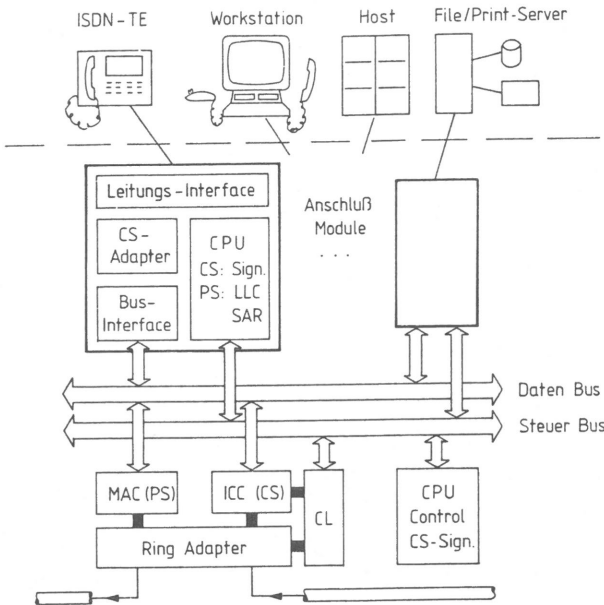 ISDN-TE
Workstation
Host
File/Print-Server
Leitungs-Interface
CS-
Adapter
CPU
CS: Sign.
PS: LLC
SAR
Bus-
Interface
Anschluß
Module
. . .
Daten Bus
Steuer Bus
MAC (PS)
ICC (CS)
CL
CPU
Control
CS-Sign.
Ring Adapter